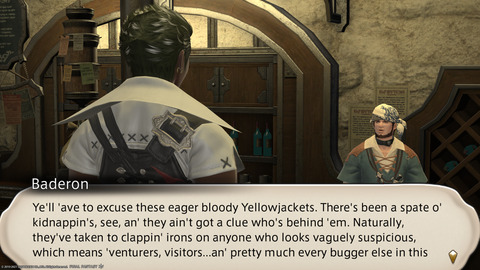 Baderon
Ye'll 'ave to excuse these eager bloody Yellowjackets. There's been a spate o'
kidnappin's, see, an' they ain't got a clue who's behind 'em. Naturally,
they've taken to clappin' irons on anyone who looks vaguely suspicious,
which means 'venturers, visitors...an' pretty much every bugger else in this